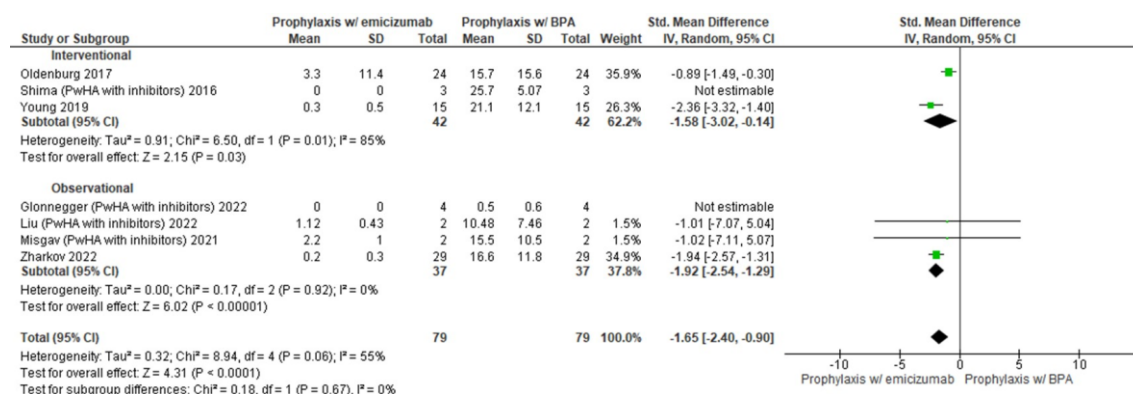 Prophylaxis w/ emicizumab Prophylaxis w/ BPA Std. Mean Difference Std. Mean Difference
Study or Subgroup Mean SD Total Mean SD Total Weight IV, Random, 95% CI IV, Random, 95% CI
Interventional
Oldenburg 2017 3.3 11.4 24 15.7 15.6 24 35.9% -0.89 [-1.49, -0.30]
Shima (PwHA with inhibitors) 2016 0 0 3 25.7 5.07 3 Not estimable
Young 2019 0.3 0.5 15 21.1 12.1 15 26.3% -2.36 [-3.32, -1.40]
Subtotal (95% CI) 42 42 62.2% -1.58 [-3.02, -0.14]
Heterogeneity: Tau² = 0.91; Chi² = 6.50, df = 1 (P = 0.01); I² = 85%
Test for overall effect: Z = 2.15 (P = 0.03)
Observational
Glonnegger (PwHA with inhibitors) 2022 0 0 4 0.5 0.6 4 Not estimable
Liu (PwHA with inhibitors) 2022 1.12 0.43 2 10.48 7.46 2 1.5% -1.01 [-7.07, 5.04]
Misgav (PwHA with inhibitors) 2021 2.2 1 2 15.5 10.5 2 1.5% -1.02 [-7.11, 5.07]
Zharkov 2022 0.2 0.3 29 16.6 11.8 29 34.9% -1.94 [-2.57, -1.31]
Subtotal (95% CI) 37 37 37.8% -1.92 [-2.54, -1.29]
Heterogeneity: Tau² = 0.00; Chi² = 0.17, df = 2 (P = 0.92); I² = 0%
Test for overall effect: Z = 6.02 (P < 0.00001)
Total (95% CI) 79 79 100.0% -1.65 [-2.40, -0.90]
Heterogeneity: Tau² = 0.32; Chi² = 8.94, df = 4 (P = 0.06); I² = 55%
Test for overall effect: Z = 4.31 (P < 0.0001)
Test for subgroup differences: Chi² = 0.18, df = 1 (P = 0.67), I² = 0%
-10 -5 0 5 10
Prophylaxis w/ emicizumab Prophylaxis w/ BPA